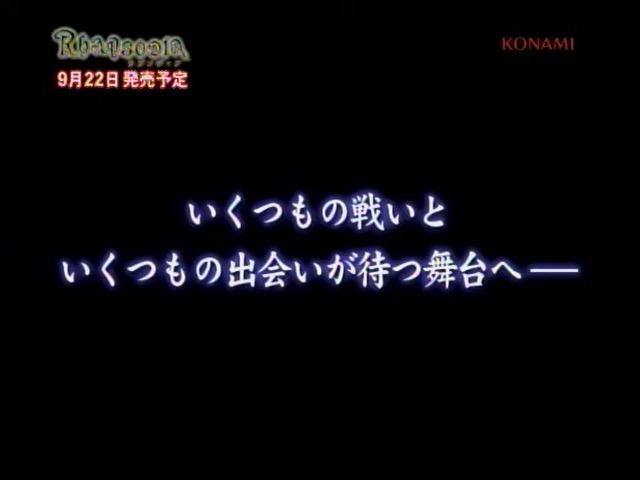 RHAPSODIA
ラプソディア
KONAMI
9月22日発売予定
いくつもの戦いと
いくつもの出会いが待つ舞台へ――